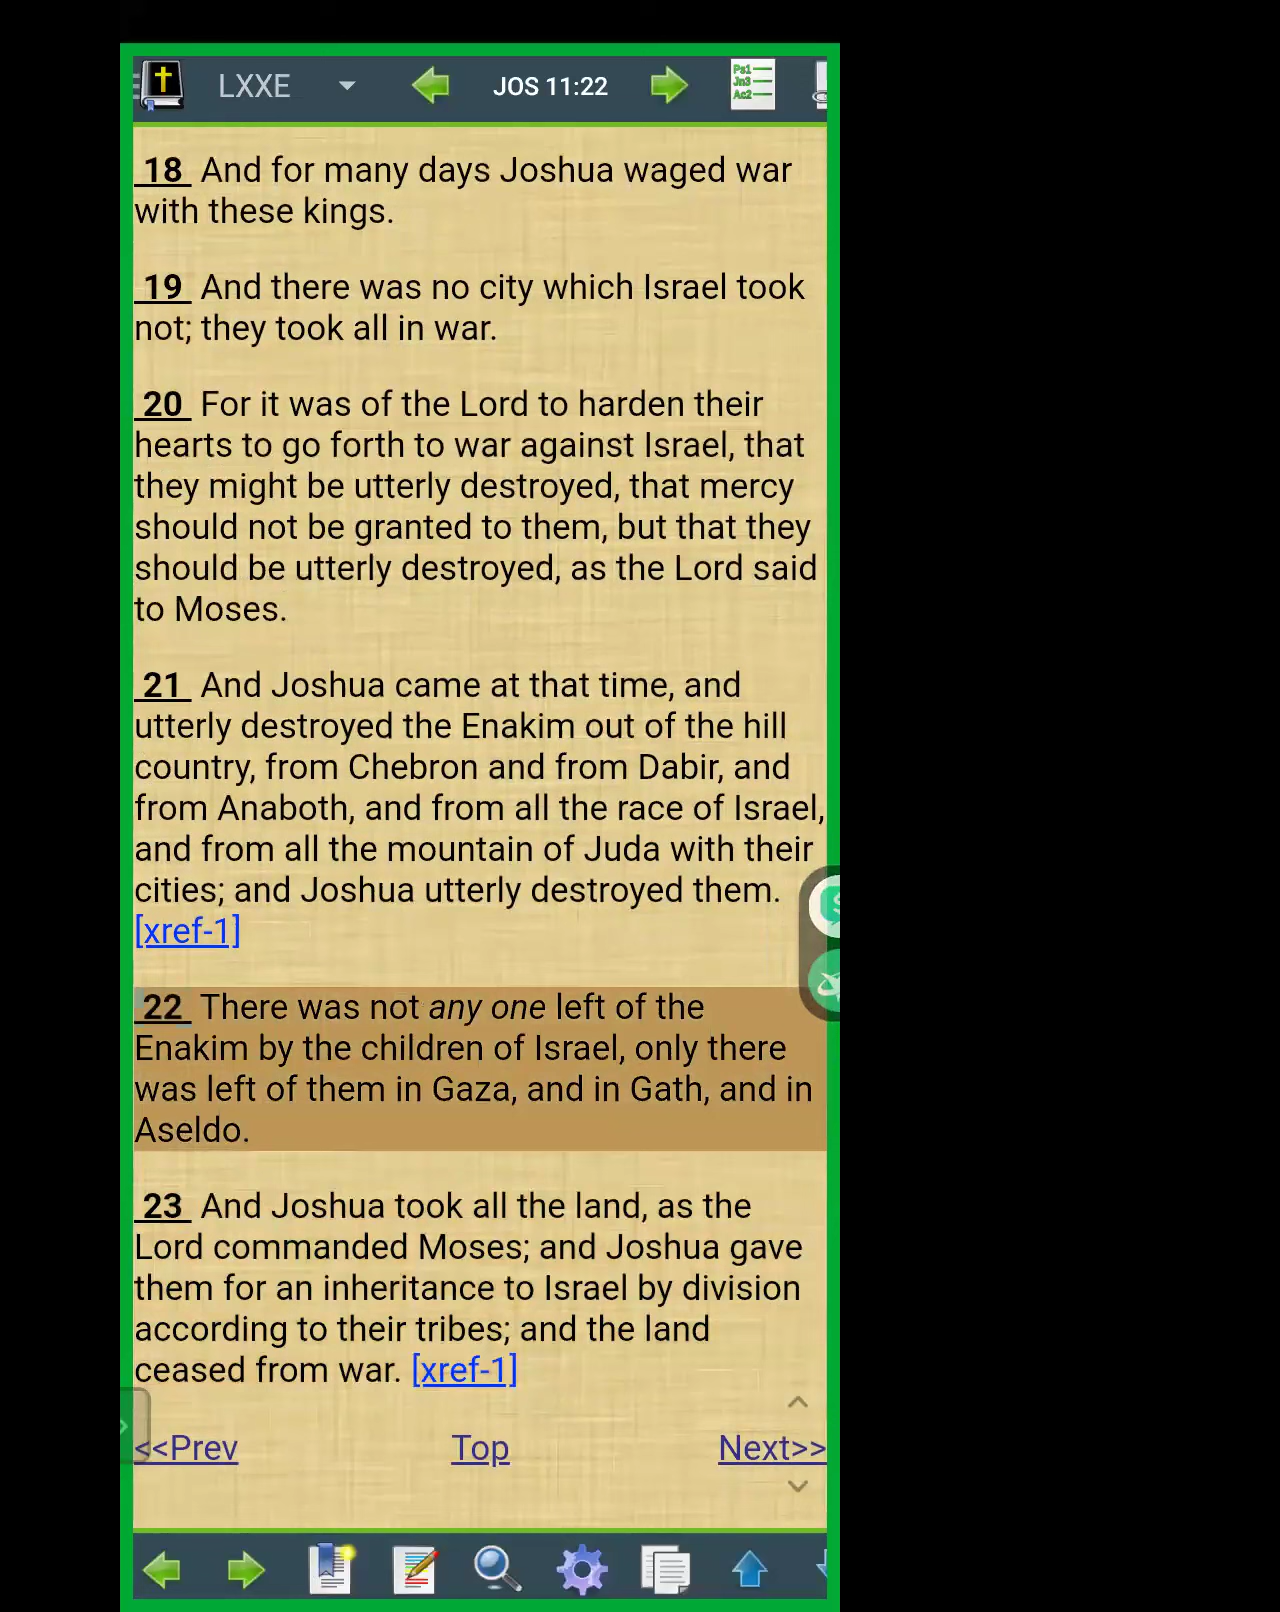 LXXE JOS 11:22
Ps1
Jn3
Ac2
18 And for many days Joshua waged war
with these kings.
19 And there was no city which Israel took
not; they took all in war.
20 For it was of the Lord to harden their
hearts to go forth to war against Israel, that
they might be utterly destroyed, that mercy
should not be granted to them, but that they
should be utterly destroyed, as the Lord said
to Moses.
21 And Joshua came at that time, and
utterly destroyed the Enakim out of the hill
country, from Chebron and from Dabir, and
from Anaboth, and from all the race of Israel,
and from all the mountain of Juda with their
cities; and Joshua utterly destroyed them.
[xref-1]
22 There was not any one left of the
Enakim by the children of Israel, only there
was left of them in Gaza, and in Gath, and in
Aseldo.
23 And Joshua took all the land, as the
Lord commanded Moses; and Joshua gave
them for an inheritance to Israel by division
according to their tribes; and the land
ceased from war. [xref-1]
<<Prev Top Next>>